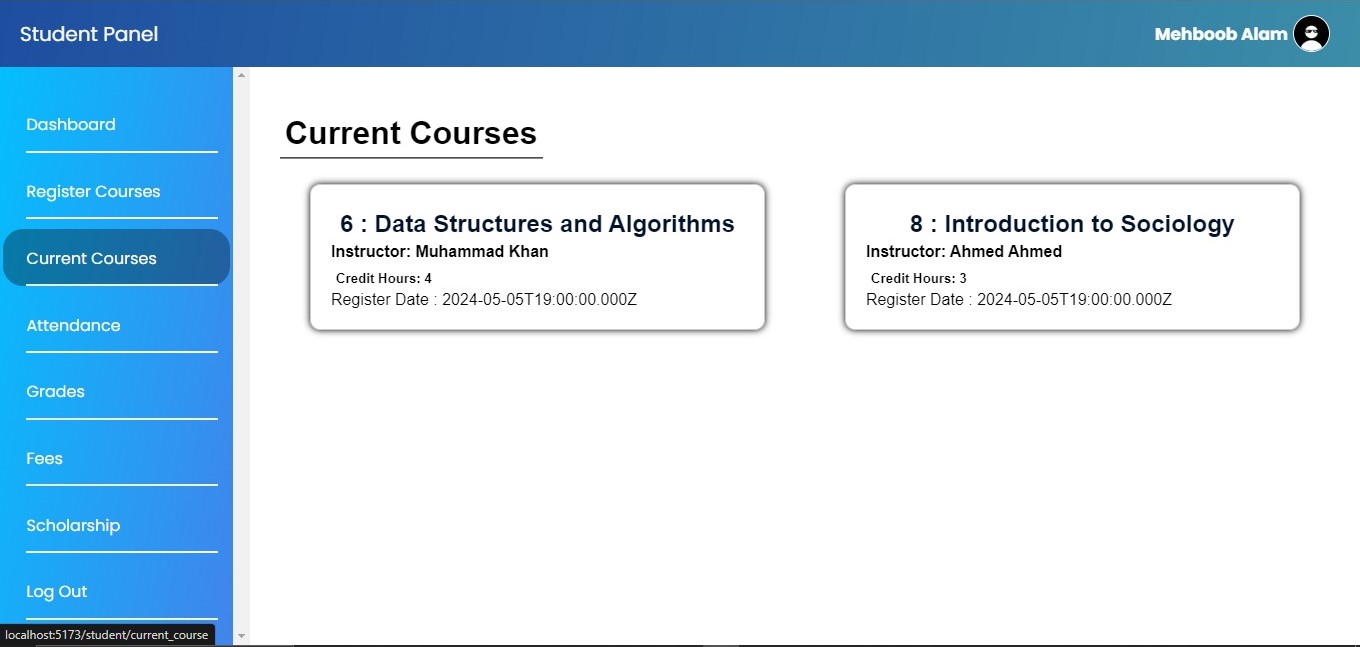 Student Panel
Mehboob Alam
Dashboard
Register Courses
Current Courses
Attendance
Grades
Fees
Scholarship
Log Out
localhost:5173/student/current_course
Current Courses
6 : Data Structures and Algorithms
Instructor: Muhammad Khan
Credit Hours: 4
Register Date : 2024-05-05T19:00:00.000Z
8 : Introduction to Sociology
Instructor: Ahmed Ahmed
Credit Hours: 3
Register Date : 2024-05-05T19:00:00.000Z